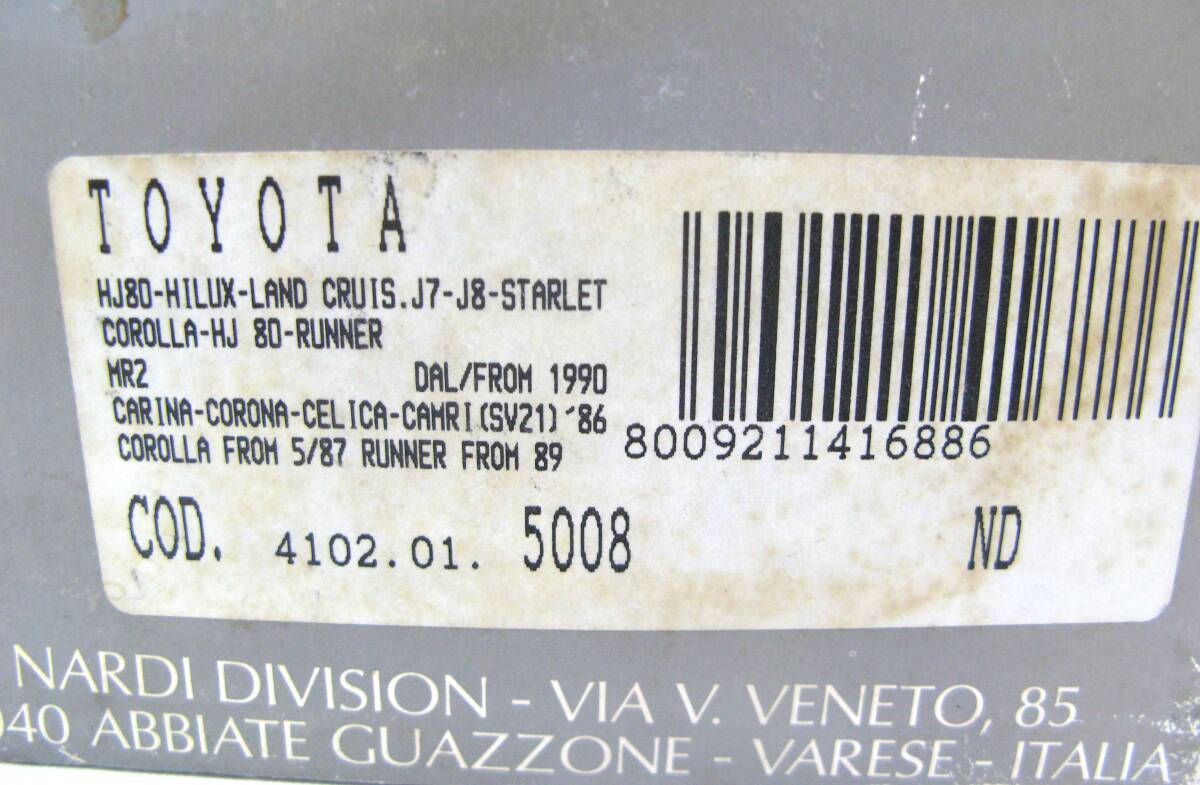 TOYOTA
HJ80-HILUX-LAND CRUIS.J7-J8-STARLET
COROLLA-HJ 80-RUNNER
MR2 DAL/FROM 1990
CARINA-CORONA-CELICA-CAMRI(SV21) '86
COROLLA FROM 5/87 RUNNER FROM 89
8009211416886
COD. 4102.01. 5008 ND
NARDI DIVISION - VIA V. VENETO, 85
040 ABBIATE GUAZZONE - VARESE - ITALIA